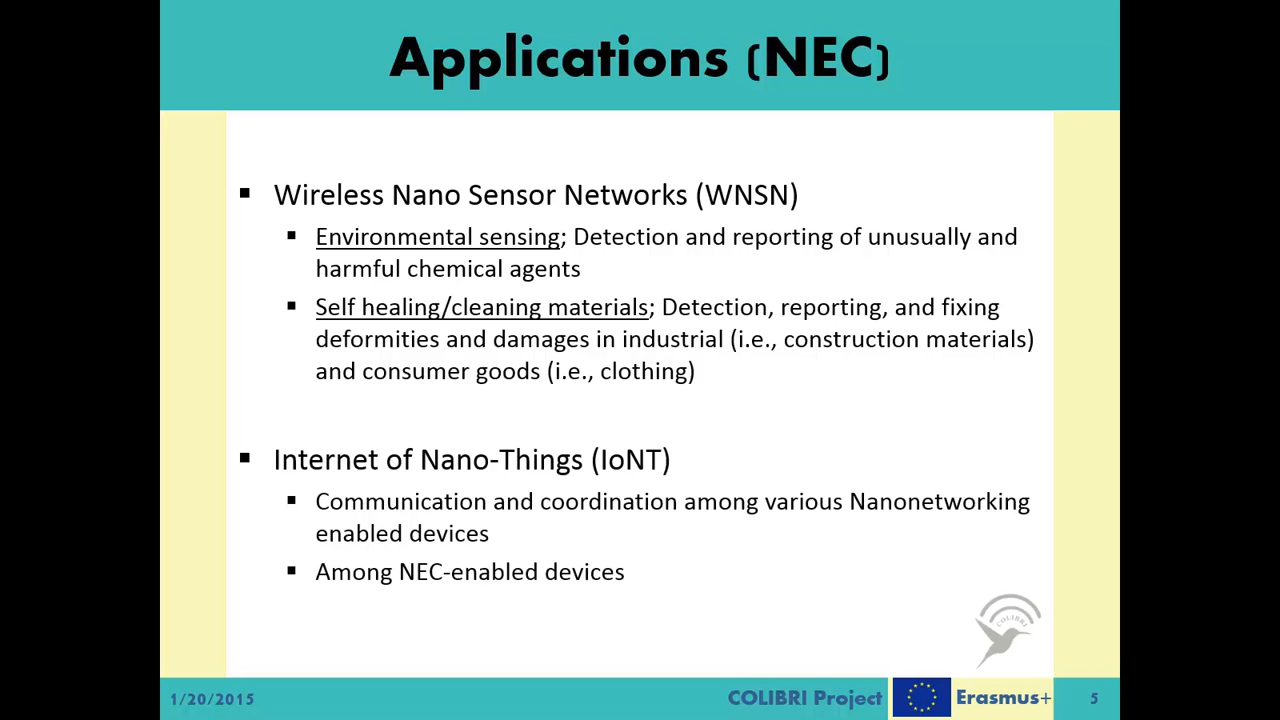 Applications (NEC)
▪ Wireless Nano Sensor Networks (WNSN)
▪ Environmental sensing; Detection and reporting of unusually and
harmful chemical agents
▪ Self healing/cleaning materials; Detection, reporting, and fixing
deformities and damages in industrial (i.e., construction materials)
and consumer goods (i.e., clothing)
▪ Internet of Nano-Things (IoNT)
▪ Communication and coordination among various Nanonetworking
enabled devices
▪ Among NEC-enabled devices
COLIBRI
1/20/2015
COLIBRI Project
Erasmus+
5